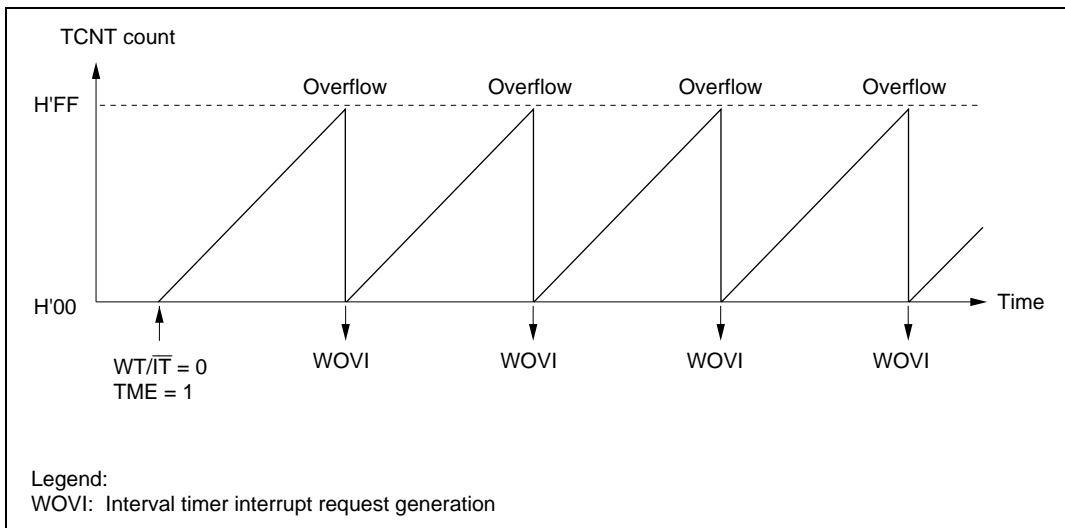 TCNT count
Overflow Overflow Overflow Overflow
H'FF
H'00
Time
WT/I̅T̅ = 0
TME = 1
WOVI WOVI WOVI WOVI
Legend:
WOVI: Interval timer interrupt request generation